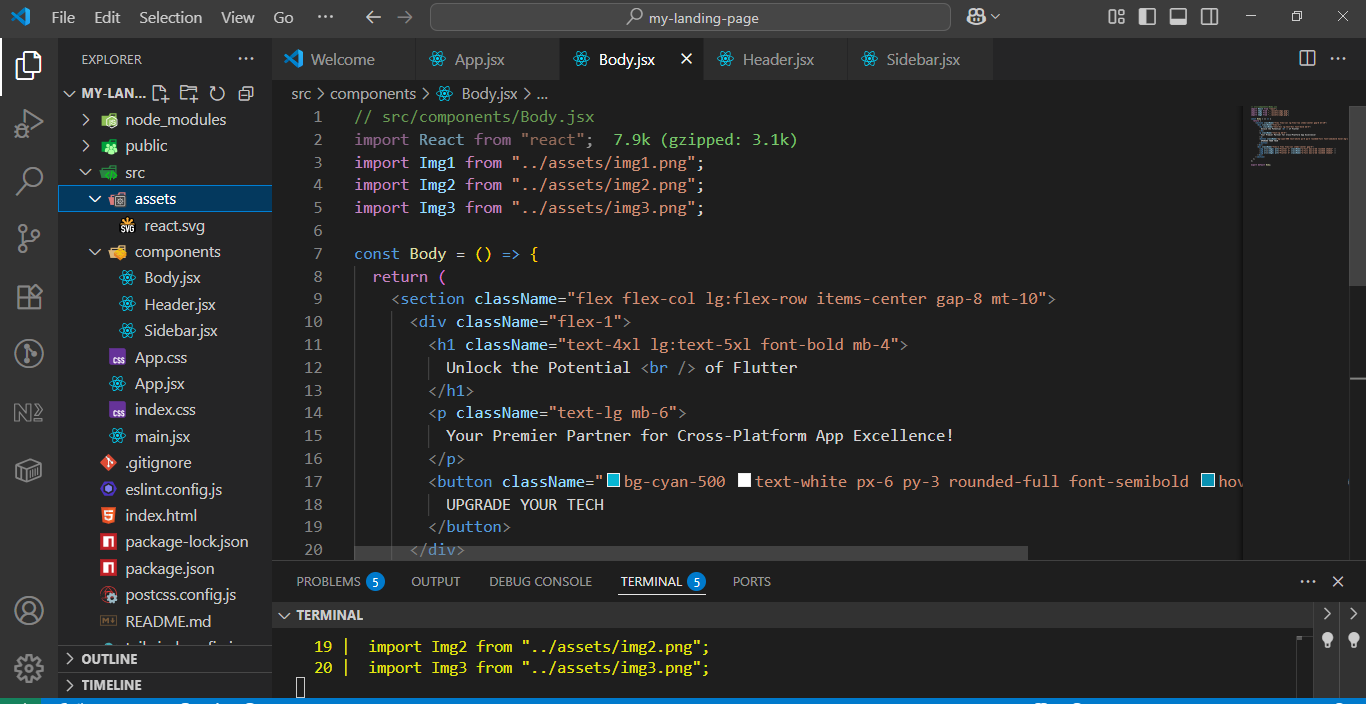 File Edit Selection View Go ··· my-landing-page
EXPLORER ···
MY-LAN...
node_modules
public
src
assets
react.svg
components
Body.jsx
Header.jsx
Sidebar.jsx
App.css
App.jsx
index.css
main.jsx
.gitignore
eslint.config.js
index.html
package-lock.json
package.json
postcss.config.js
README.md
OUTLINE
TIMELINE
Welcome App.jsx Body.jsx Header.jsx Sidebar.jsx
src > components > Body.jsx > ...
1 // src/components/Body.jsx
2 import React from "react"; 7.9k (gzipped: 3.1k)
3 import Img1 from "../assets/img1.png";
4 import Img2 from "../assets/img2.png";
5 import Img3 from "../assets/img3.png";
6
7 const Body = () => {
8 return (
9 <section className="flex flex-col lg:flex-row items-center gap-8 mt-10">
10 <div className="flex-1">
11 <h1 className="text-4xl lg:text-5xl font-bold mb-4">
12 Unlock the Potential <br /> of Flutter
13 </h1>
14 <p className="text-lg mb-6">
15 Your Premier Partner for Cross-Platform App Excellence!
16 </p>
17 <button className="bg-cyan-500 text-white px-6 py-3 rounded-full font-semibold hov
18 UPGRADE YOUR TECH
19 </button>
20 </div>
PROBLEMS 5 OUTPUT DEBUG CONSOLE TERMINAL 5 PORTS
TERMINAL
19 | import Img2 from "../assets/img2.png";
20 | import Img3 from "../assets/img3.png";